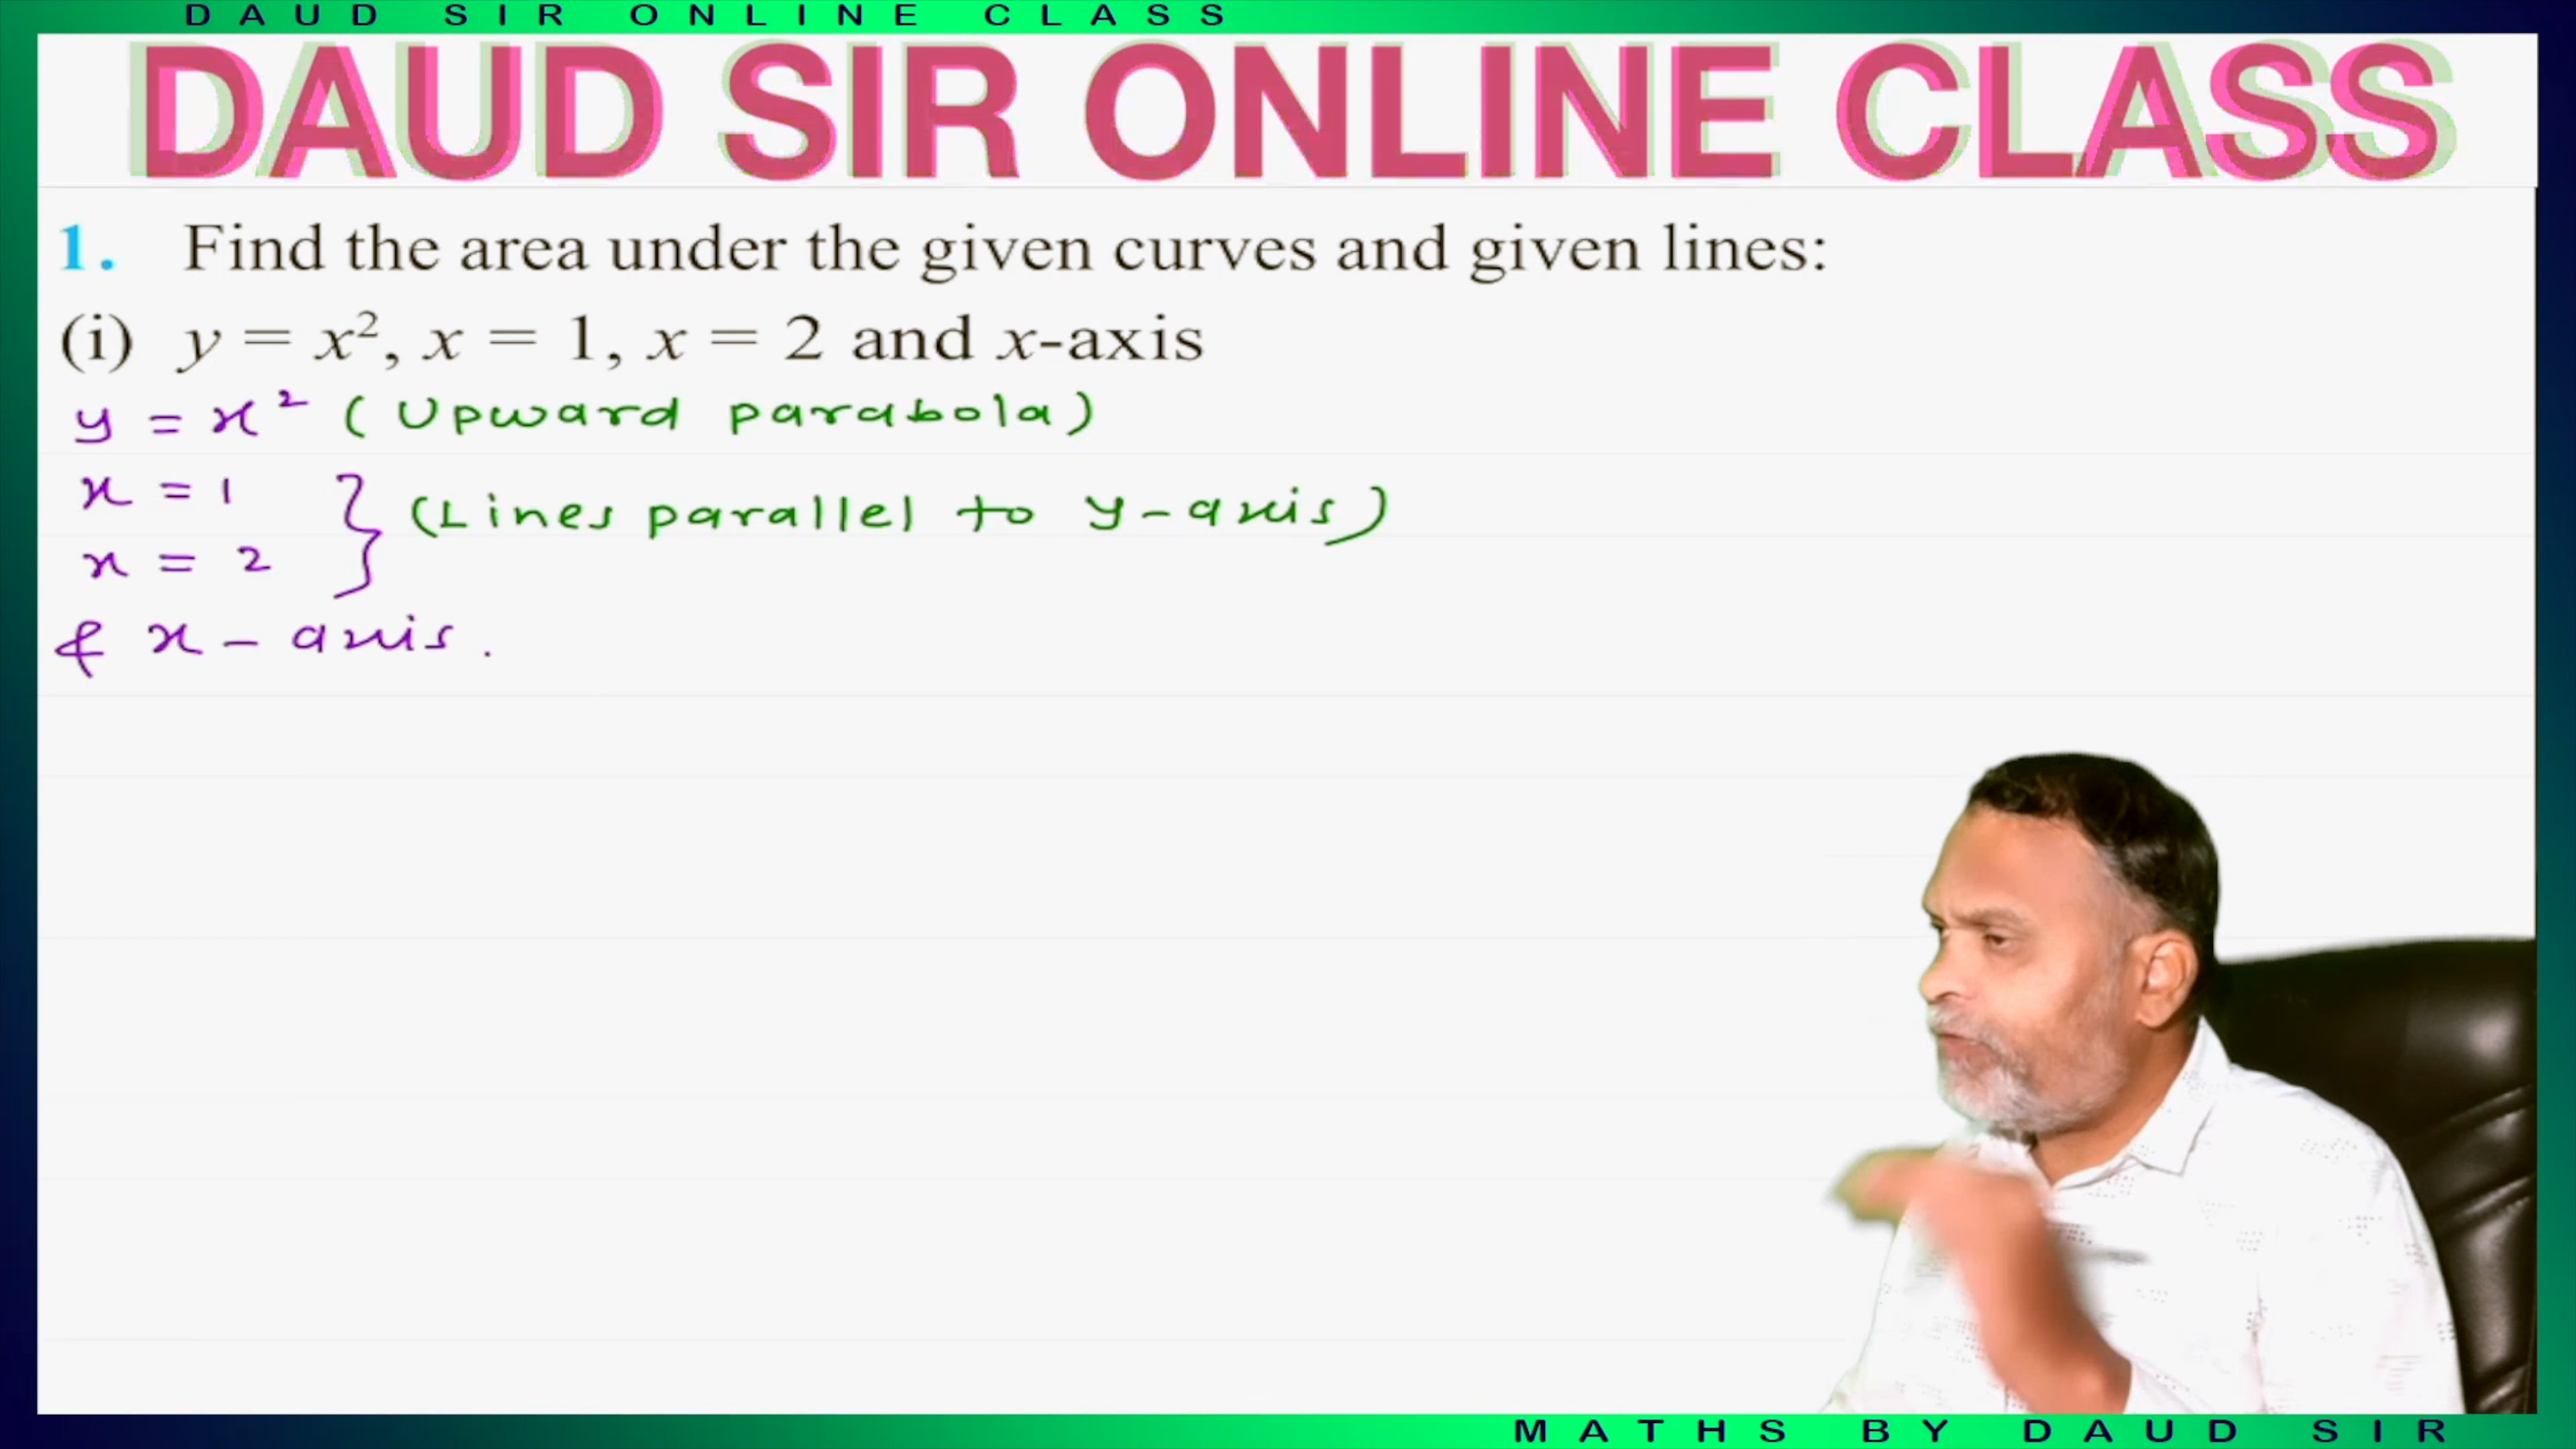 DAUD SIR ONLINE CLASS
DAUD SIR ONLINE CLASS
1. Find the area under the given curves and given lines:
(i) y = x², x = 1, x = 2 and x-axis
y = x² (Upward parabola)
x = 1
x = 2 } (Lines parallel to y-axis)
& x-axis.
MATHS BY DAUD SIR